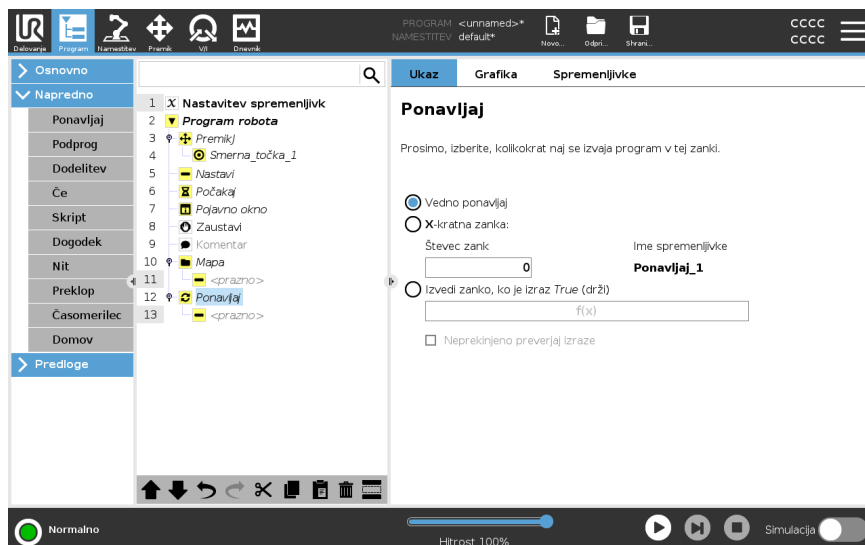 UR
Delovanje
Program
Namestitev
Premik
V/I
Dnevnik
PROGRAM <unnamed>*
NAMESTITEV default*
Novo...
Odpri...
Shrani...
CCCC
CCCC
Osnovno
Napredno
Ponavljaj
Podprog
Dodelitev
Če
Skript
Dogodek
Nit
Preklop
Časomerilec
Domov
Predloge
1 X Nastavitev spremenljivk
2 Program robota
3 PremikJ
4 Smerna_točka_1
5 Nastavi
6 Počakaj
7 Pojavno okno
8 Zaustavi
9 Komentar
10 Mapa
11 <prazno>
12 Ponavljaj
13 <prazno>
Ukaz
Grafika
Spremenljivke
Ponavljaj
Prosimo, izberite, kolikokrat naj se izvaja program v tej zanki.
Vedno ponavljaj
X-kratna zanka:
Števec zank
Ime spremenljivke
0
Ponavljaj_1
Izvedi zanko, ko je izraz True (drži)
f(x)
Neprekinjeno preverjaj izraze
Normalno
Hitrost 100%
Simulacija